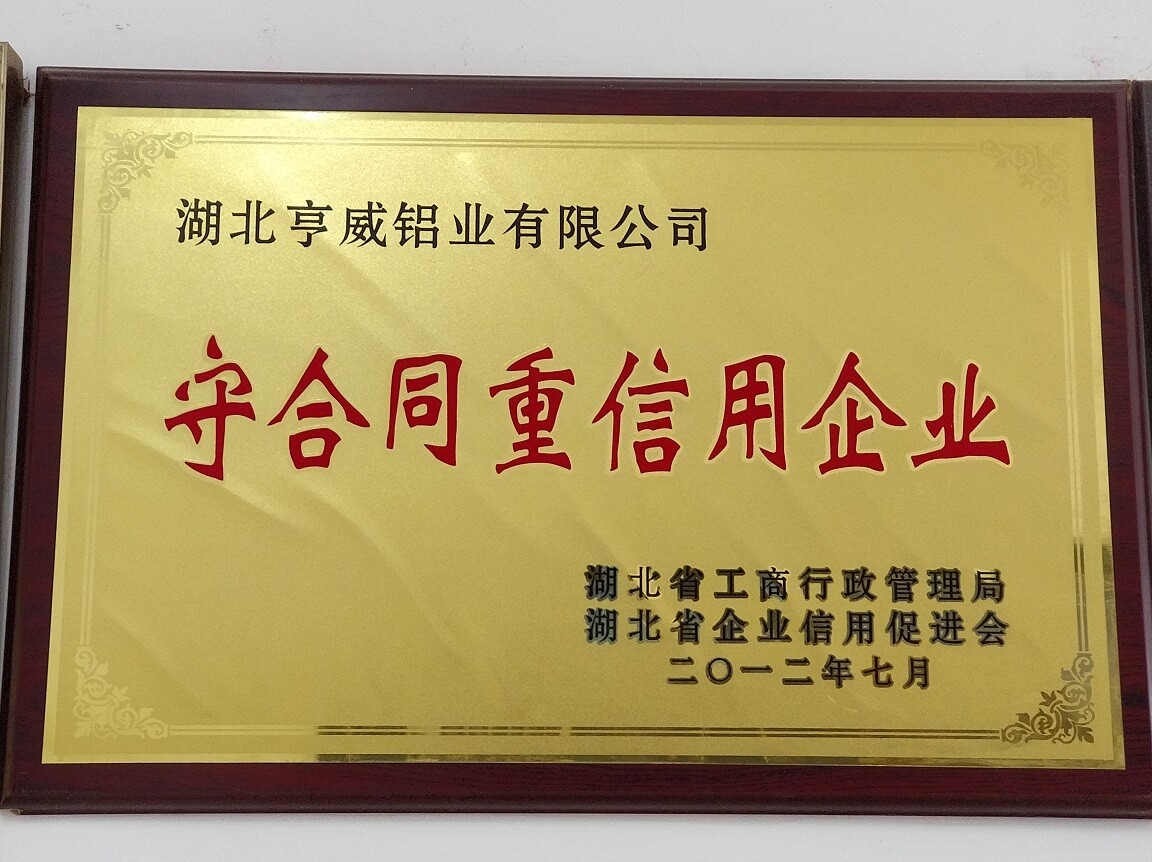 湖北亨威铝业有限公司
守合同重信用企业
湖北省工商行政管理局
湖北省企业信用促进会
二〇一二年七月